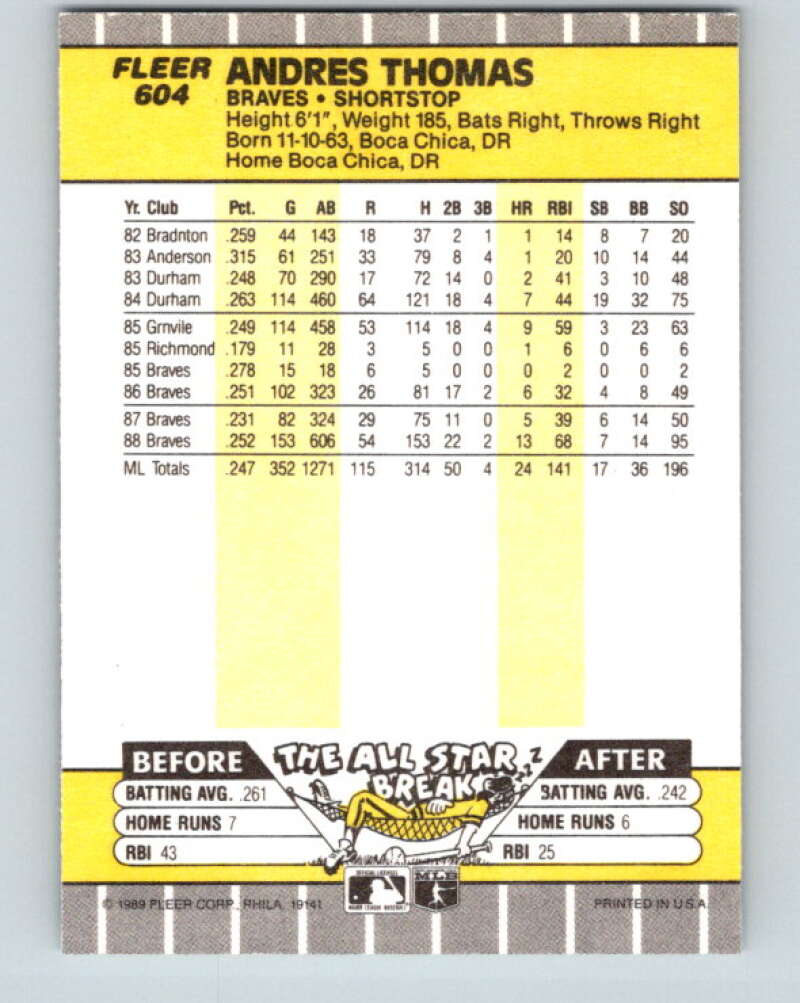 FLEER ANDRES THOMAS
604 BRAVES • SHORTSTOP
Height 6'1", Weight 185, Bats Right, Throws Right
Born 11-10-63, Boca Chica, DR
Home Boca Chica, DR
Yr. Club Pct. G AB R H 2B 3B HR RBI SB BB SO
82 Bradnton .259 44 143 18 37 2 1 1 14 8 7 20
83 Anderson .315 61 251 33 79 8 4 1 20 10 14 44
83 Durham .248 70 290 17 72 14 0 2 41 3 10 48
84 Durham .263 114 460 64 121 18 4 7 44 19 32 75
85 Grnvile .249 114 458 53 114 18 4 9 59 3 23 63
85 Richmond .179 11 28 3 5 0 0 1 6 0 6 6
85 Braves .278 15 18 6 5 0 0 0 2 0 0 2
86 Braves .251 102 323 26 81 17 2 6 32 4 8 49
87 Braves .231 82 324 29 75 11 0 5 39 6 14 50
88 Braves .252 153 606 54 153 22 2 13 68 7 14 95
ML Totals .247 352 1271 115 314 50 4 24 141 17 36 196
BEFORE THE ALL STAR BREAK ZZZ AFTER
BATTING AVG. .261 BATTING AVG. .242
HOME RUNS 7 HOME RUNS 6
RBI 43 RBI 25
MLB
© 1989 FLEER CORP., PHILA. 19141 PRINTED IN U.S.A.